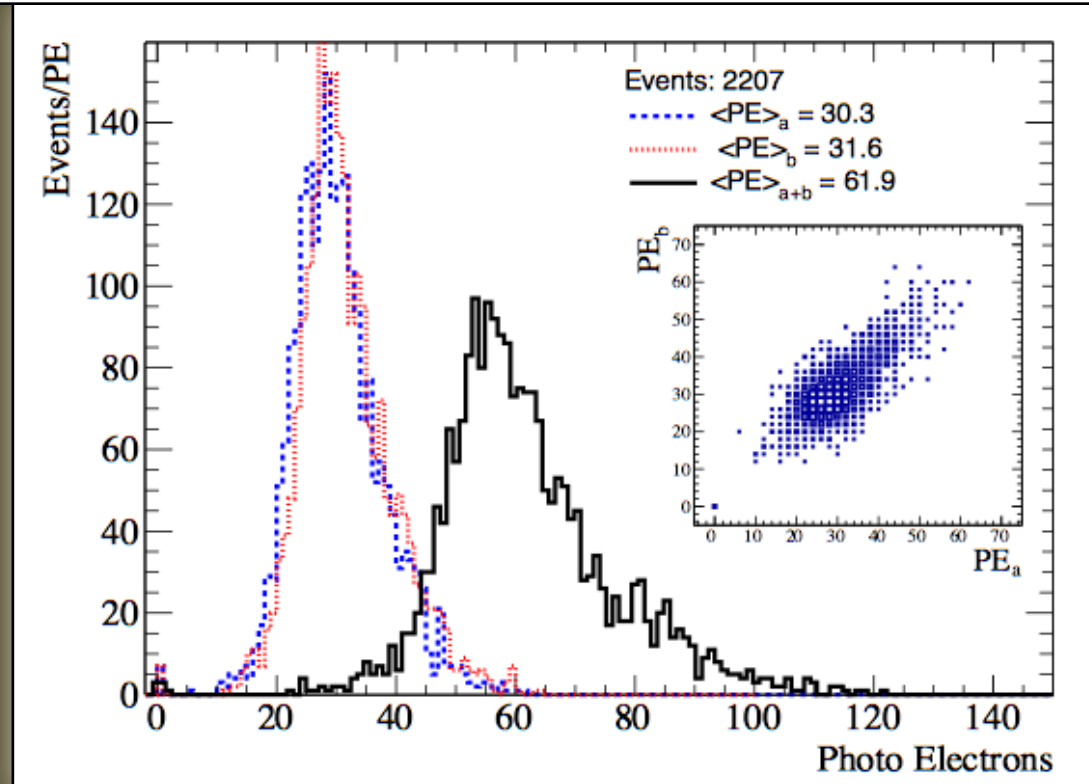 Events/PE
Events: 2207
<PE>a = 30.3
<PE>b = 31.6
<PE>a+b = 61.9
140
120
100
80
60
40
20
0
PEb
70
60
50
40
30
20
10
0
0 10 20 30 40 50 60 70
PEa
0 20 40 60 80 100 120 140
Photo Electrons